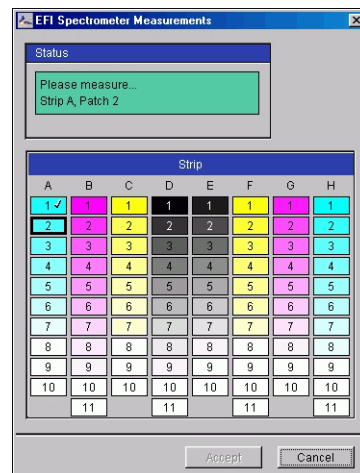 EFI Spectrometer Measurements
Status
Please measure...
Strip A, Patch 2
Strip
A B C D E F G H
1 1 1 1 1 1 1 1
2 2 2 2 2 2 2 2
3 3 3 3 3 3 3 3
4 4 4 4 4 4 4 4
5 5 5 5 5 5 5 5
6 6 6 6 6 6 6 6
7 7 7 7 7 7 7 7
8 8 8 8 8 8 8 8
9 9 9 9 9 9 9 9
10 10 10 10 10 10 10 10
11 11 11 11
Accept Cancel